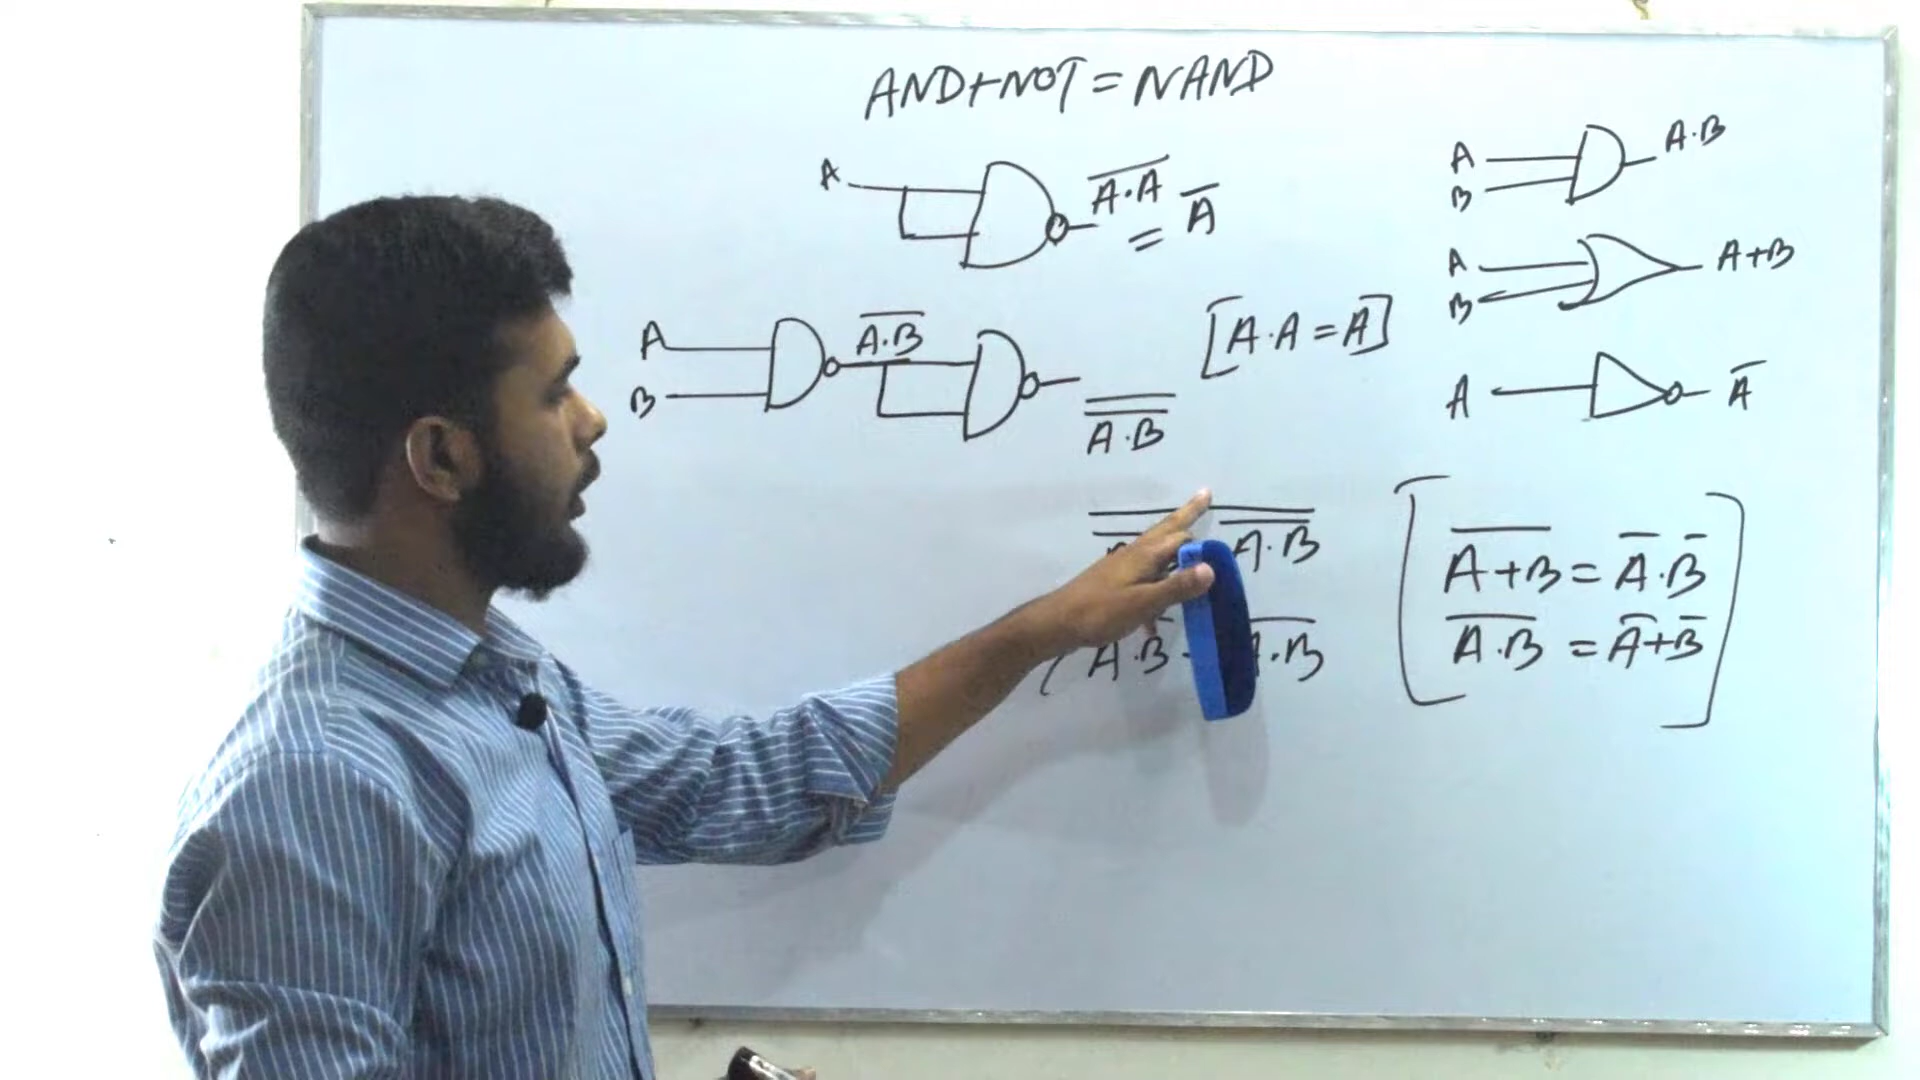 AND+NOT = NAND
A
A̅.̅A̅
= A̅
A
B
A̅.̅B̅
A̿.̿B̿
[A.A = A]
A.B
A.B
A.B
A
B
A.B
A
B
A+B
A
A̅
A̅+̅B̅ = A̅.B̅
A̅.̅B̅ = A̅+B̅